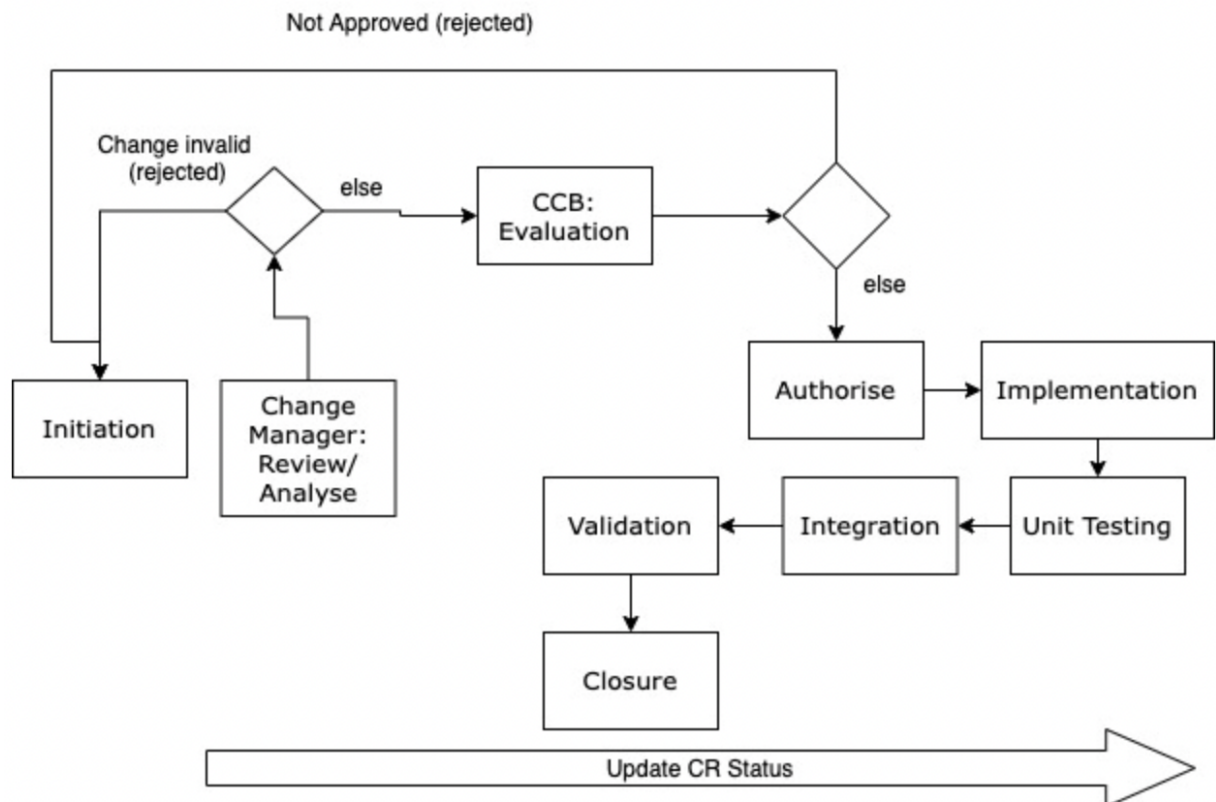 Not Approved (rejected)
Change invalid
(rejected)
else
CCB:
Evaluation
else
Authorise
Implementation
Initiation
Change
Manager:
Review/
Analyse
Validation
Integration
Unit Testing
Closure
Update CR Status